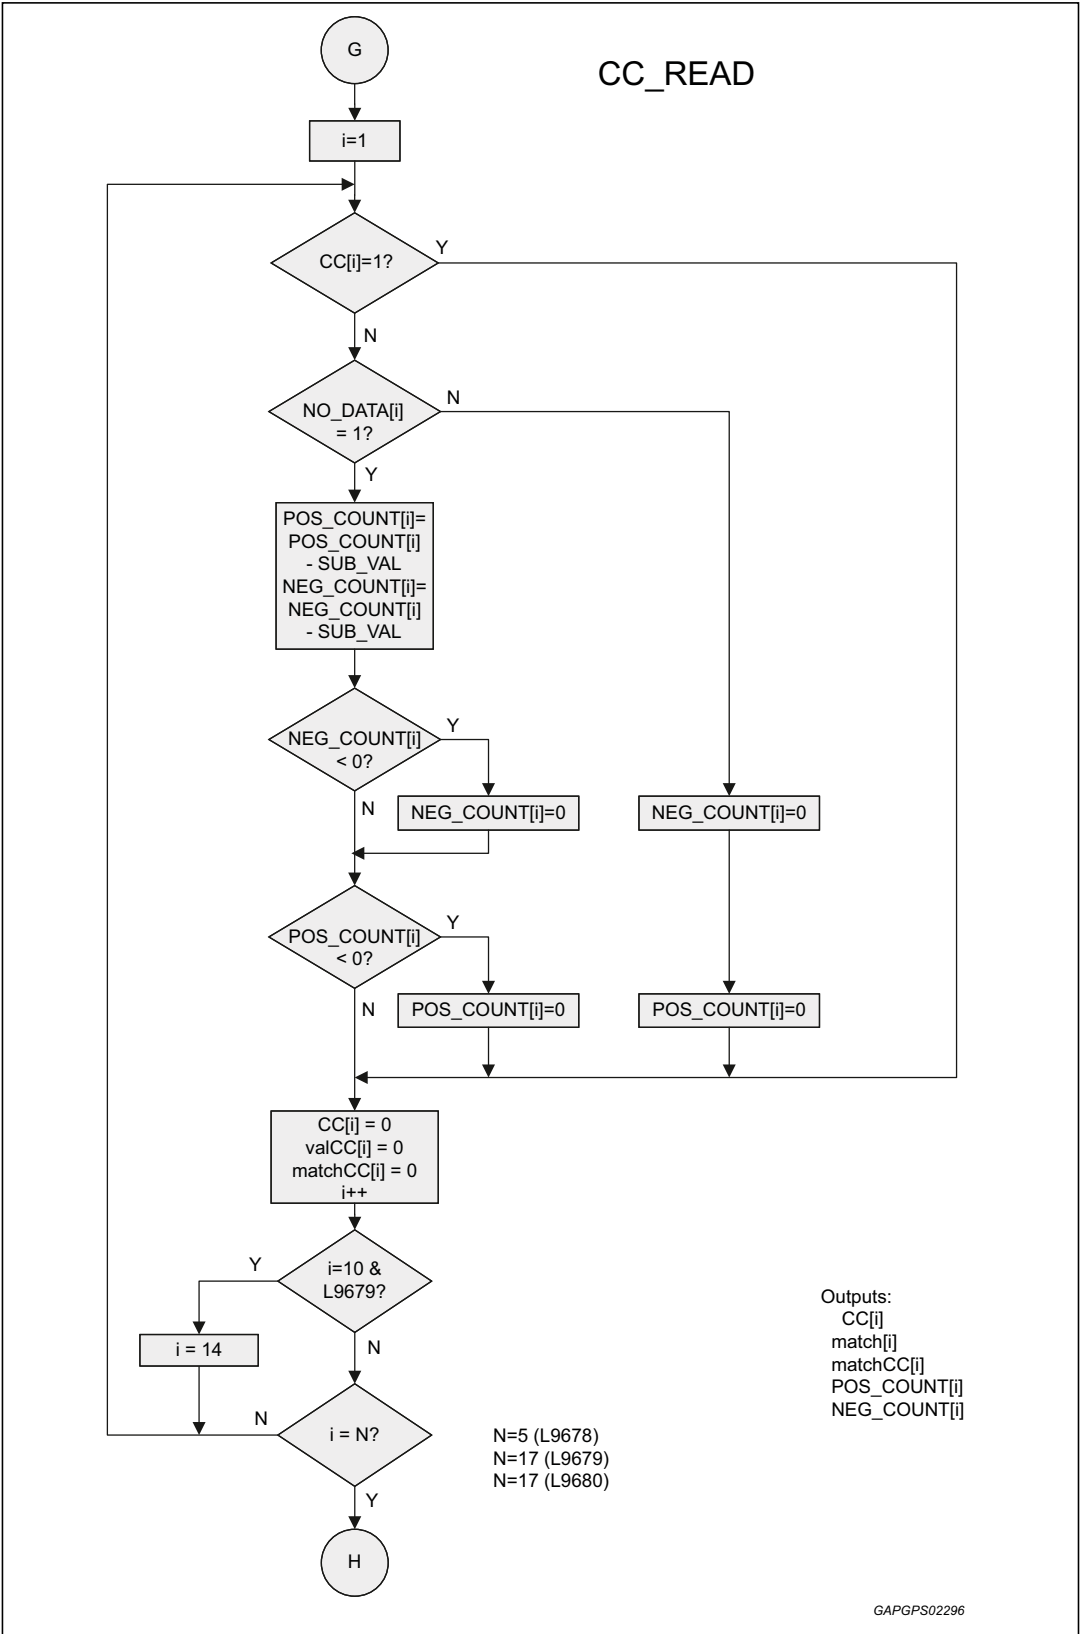 G
CC_READ
i=1
CC[i]=1?
Y
N
NO_DATA[i]
= 1?
N
Y
POS_COUNT[i]=
POS_COUNT[i]
- SUB_VAL
NEG_COUNT[i]=
NEG_COUNT[i]
- SUB_VAL
NEG_COUNT[i]
< 0?
Y
N
NEG_COUNT[i]=0
NEG_COUNT[i]=0
POS_COUNT[i]
< 0?
Y
N
POS_COUNT[i]=0
POS_COUNT[i]=0
CC[i] = 0
valCC[i] = 0
matchCC[i] = 0
i++
i=10 &
L9679?
Y
N
i = 14
Outputs:
CC[i]
match[i]
matchCC[i]
POS_COUNT[i]
NEG_COUNT[i]
i = N?
N
Y
N=5 (L9678)
N=17 (L9679)
N=17 (L9680)
H
GAPGPS02296